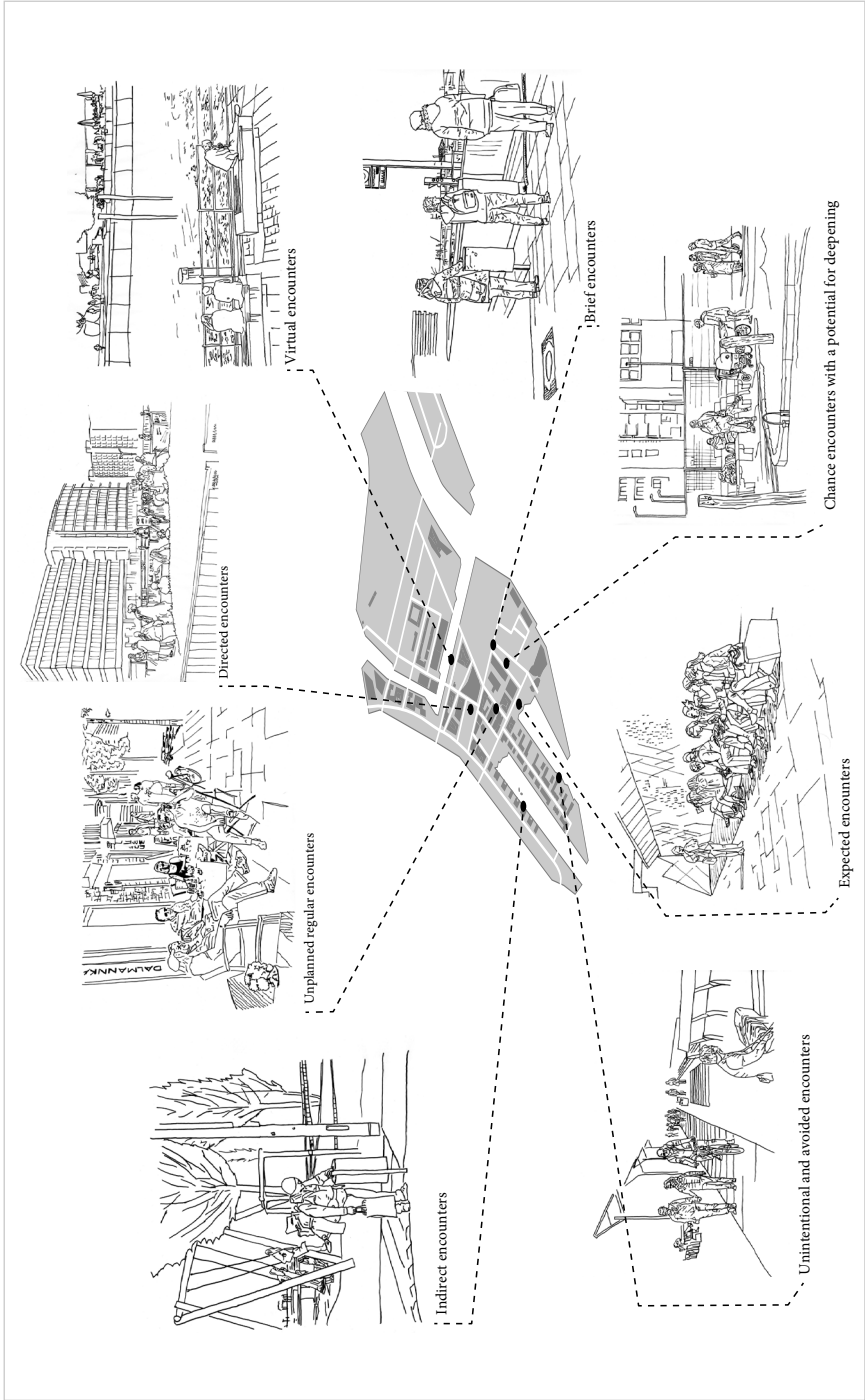 Indirect encounters
DALMANNK
Unplanned regular encounters
Directed encounters
Virtual encounters
Unintentional and avoided encounters
Expected encounters
Chance encounters with a potential for deepening
Brief encounters